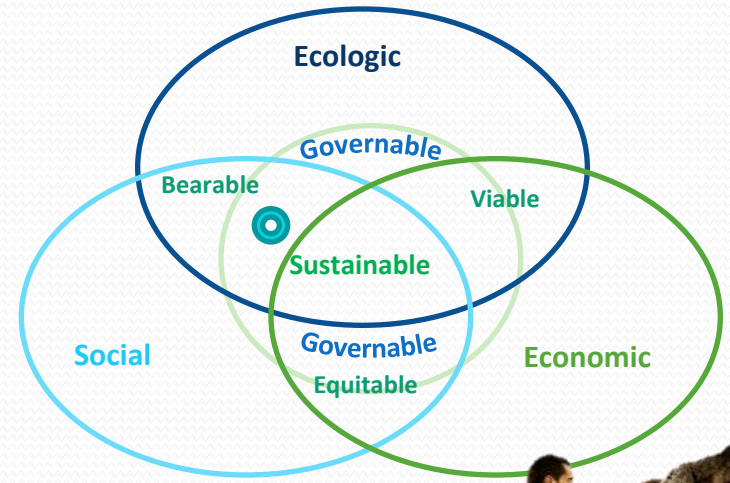 Ecologic
Governable
Bearable
Viable
Sustainable
Governable
Social
Economic
Equitable